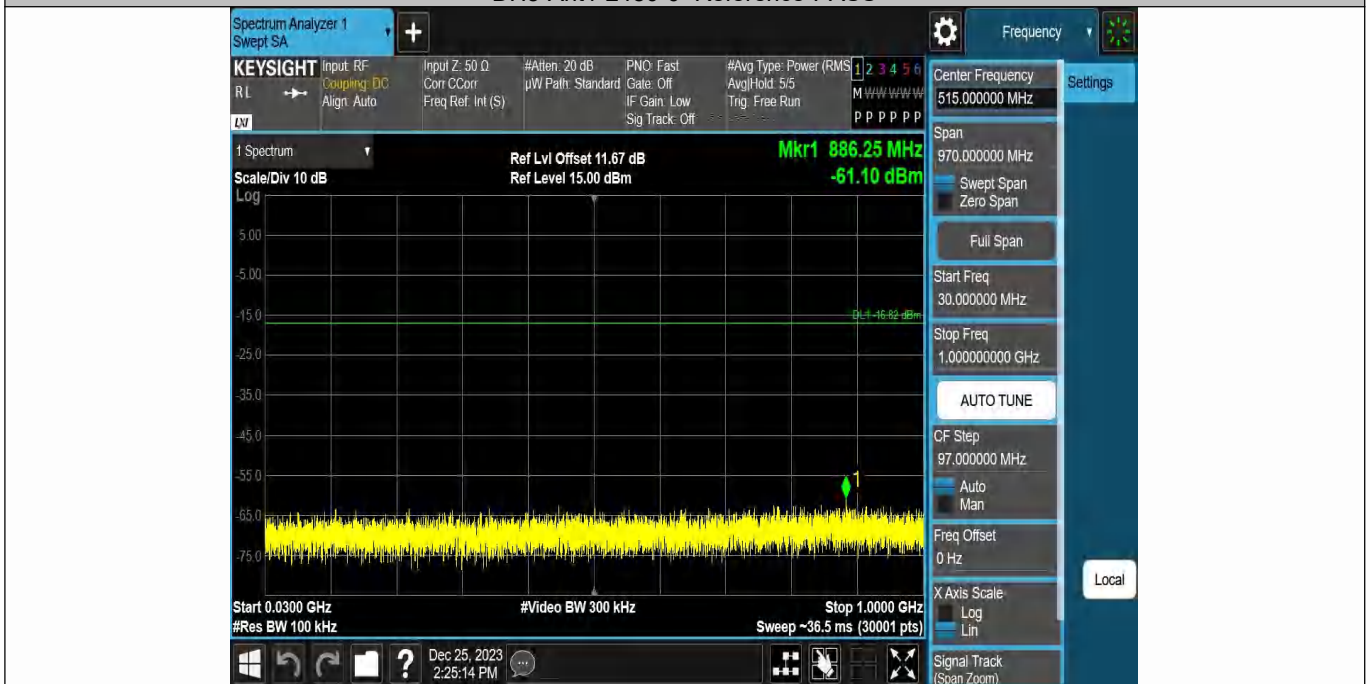 Spectrum Analyzer 1
Swept SA
+
Frequency
KEYSIGHT
RL
LXI
Input: RF
Coupling: DC
Align: Auto
Input Z: 50 Ω
Corr CCorr
Freq Ref: Int (S)
#Atten: 20 dB
µW Path: Standard
PNO: Fast
Gate: Off
IF Gain: Low
Sig Track: Off
#Avg Type: Power (RMS
Avg|Hold: 5/5
Trig: Free Run
1 2 3 4 5 6
M W W W W W
P P P P P P
1 Spectrum
Scale/Div 10 dB
Log
Ref Lvl Offset 11.67 dB
Ref Level 15.00 dBm
Mkr1 886.25 MHz
-61.10 dBm
5.00
-5.00
-15.0
DL1 -16.82 dBm
-25.0
-35.0
-45.0
-55.0
1
-65.0
-75.0
Start 0.0300 GHz
#Res BW 100 kHz
#Video BW 300 kHz
Stop 1.0000 GHz
Sweep ~36.5 ms (30001 pts)
Center Frequency
515.000000 MHz
Settings
Span
970.000000 MHz
Swept Span
Zero Span
Full Span
Start Freq
30.000000 MHz
Stop Freq
1.000000000 GHz
AUTO TUNE
CF Step
97.000000 MHz
Auto
Man
Freq Offset
0 Hz
X Axis Scale
Log
Lin
Local
Signal Track
(Span Zoom)
?
Dec 25, 2023
2:25:14 PM